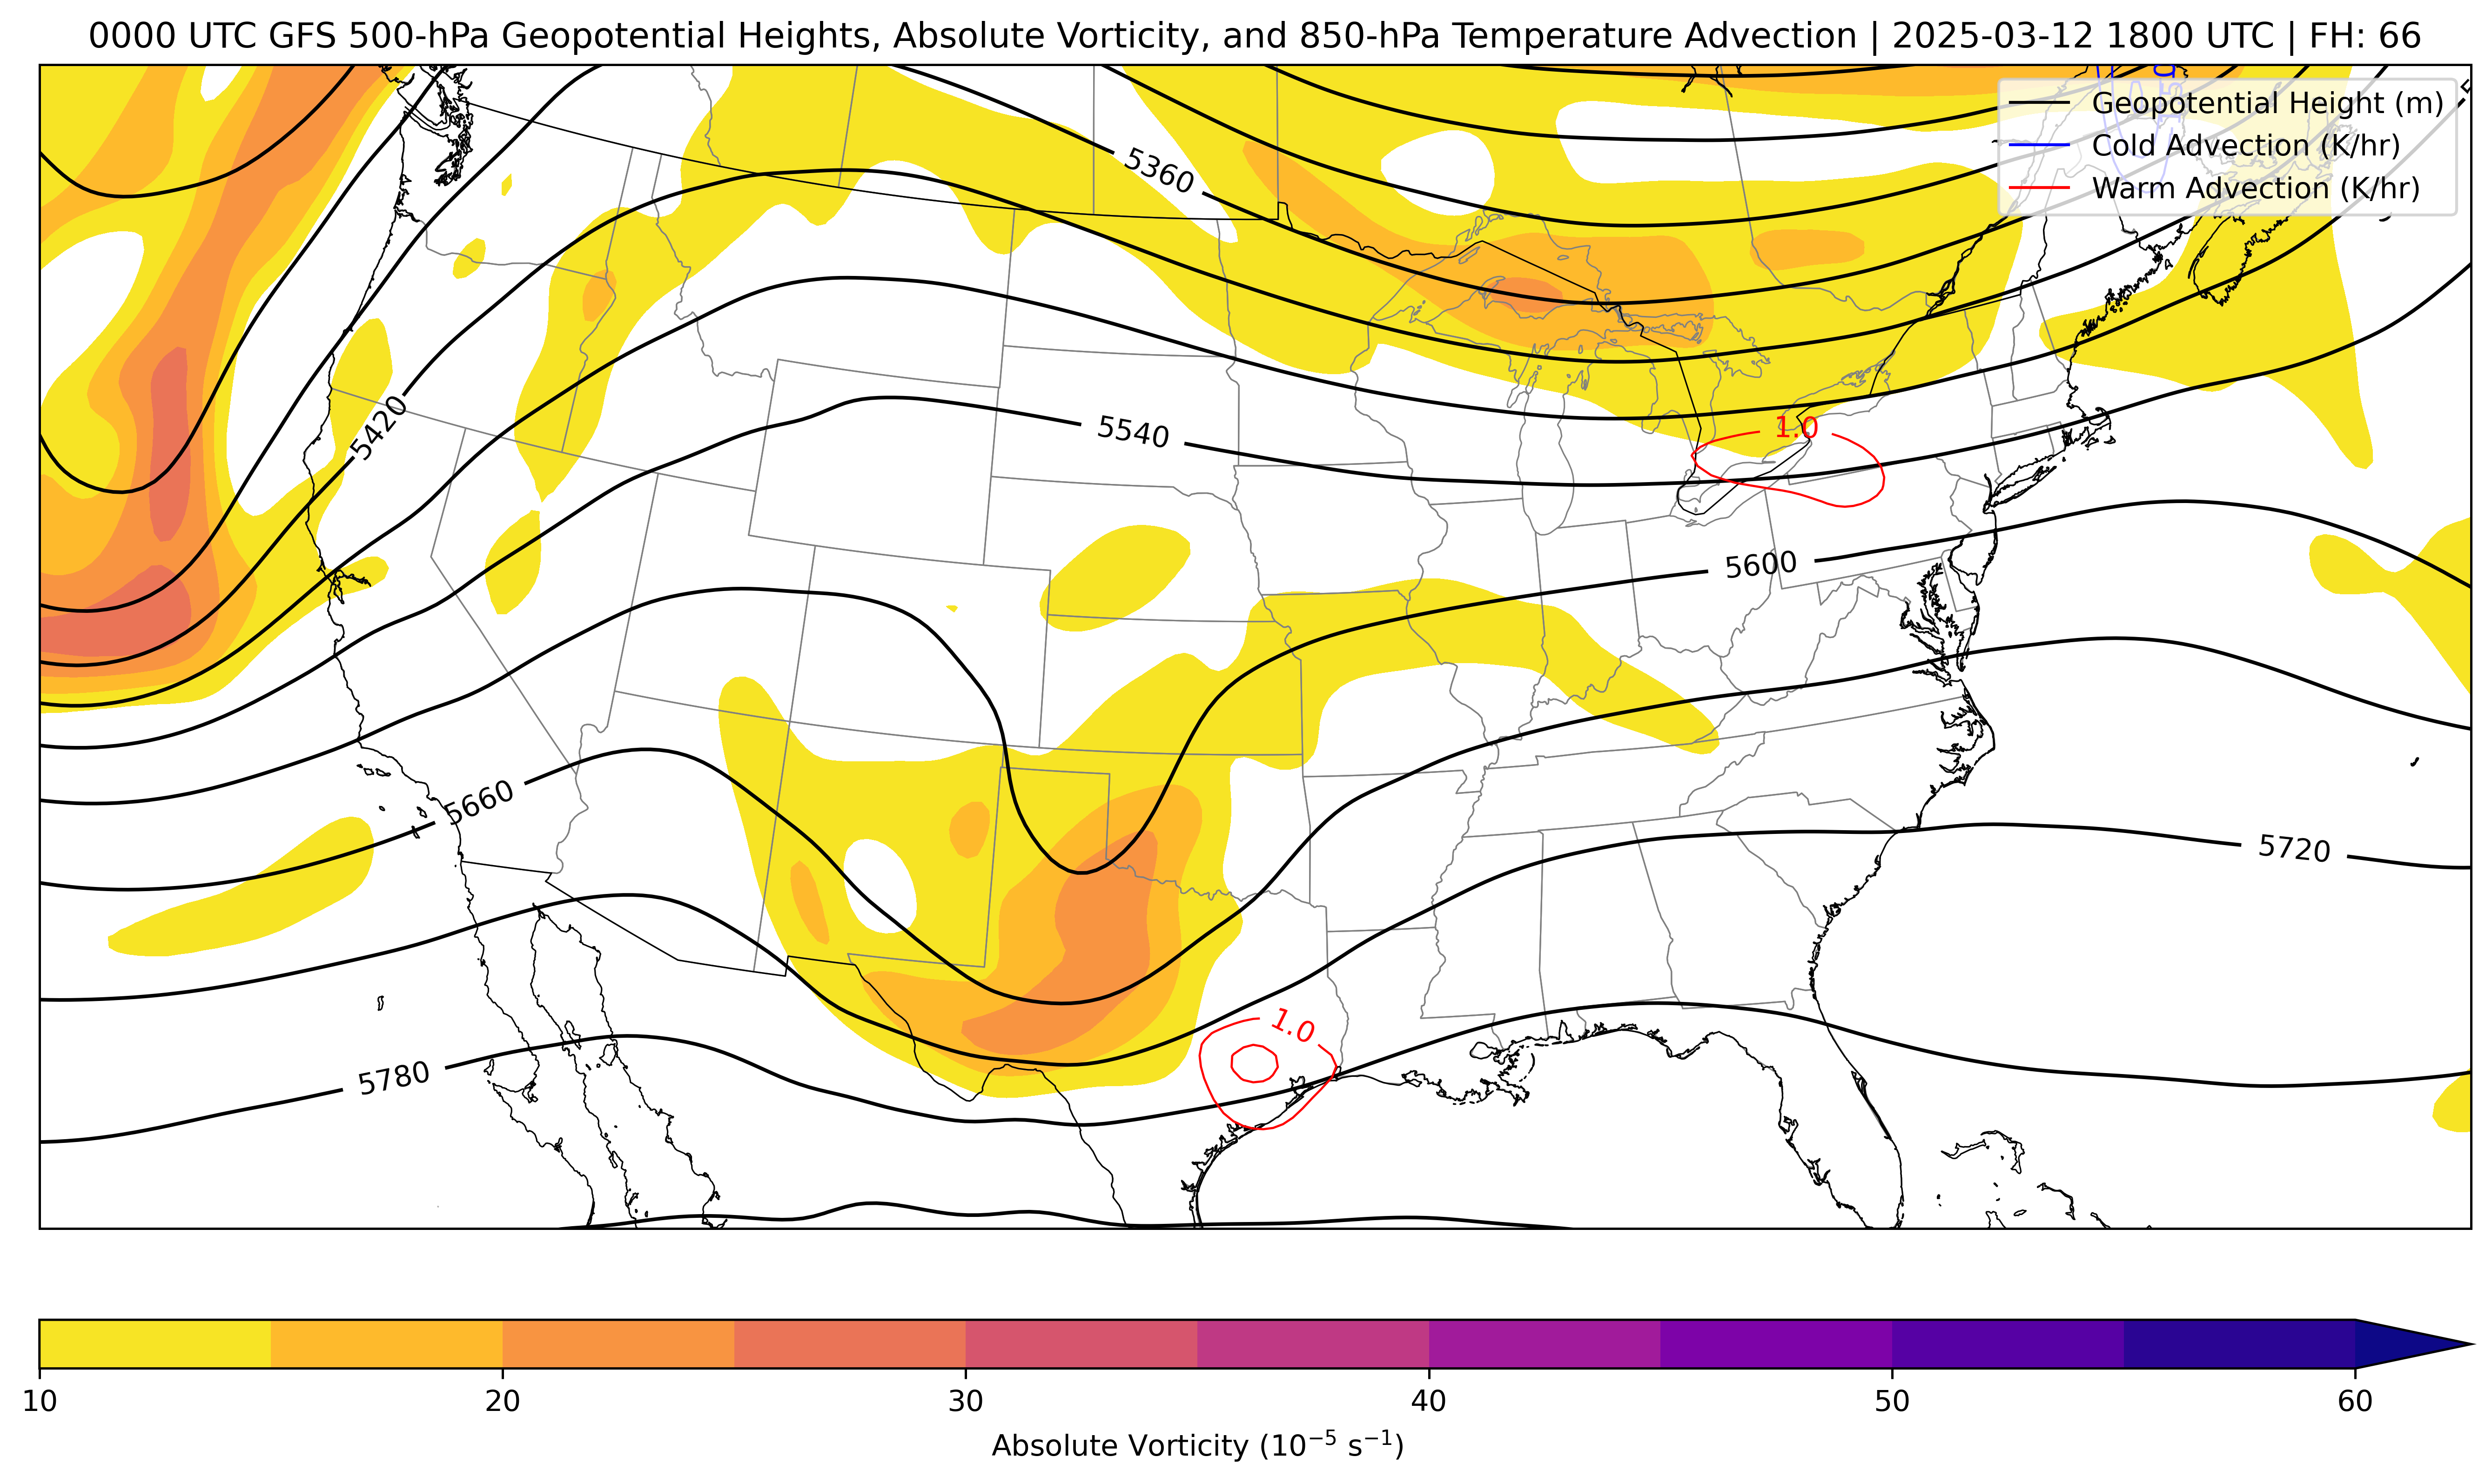 0000 UTC GFS 500-hPa Geopotential Heights, Absolute Vorticity, and 850-hPa Temperature Advection | 2025-03-12 1800 UTC | FH: 66
Geopotential Height (m)
Cold Advection (K/hr)
Warm Advection (K/hr)
5360
5420
5540
1.0
5600
5660
5720
1.0
5780
10 20 30 40 50 60
Absolute Vorticity (10⁻⁵ s⁻¹)